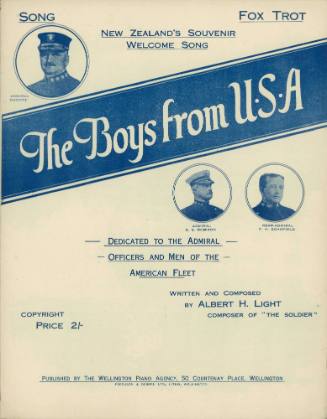 Song
Fox Trot
New Zealand's Souvenir
Welcome Song
Admiral
The Boys from U.S.A
Admiral
Rear-Admiral
— Dedicated to the Admiral —
— Officers and Men of the —
American Fleet
Written and Composed
by Albert H. Light
Composer of "The Soldier"
Copyright
Price 2/-
Published by The Wellington Piano Agency, 50 Courtenay Place, Wellington